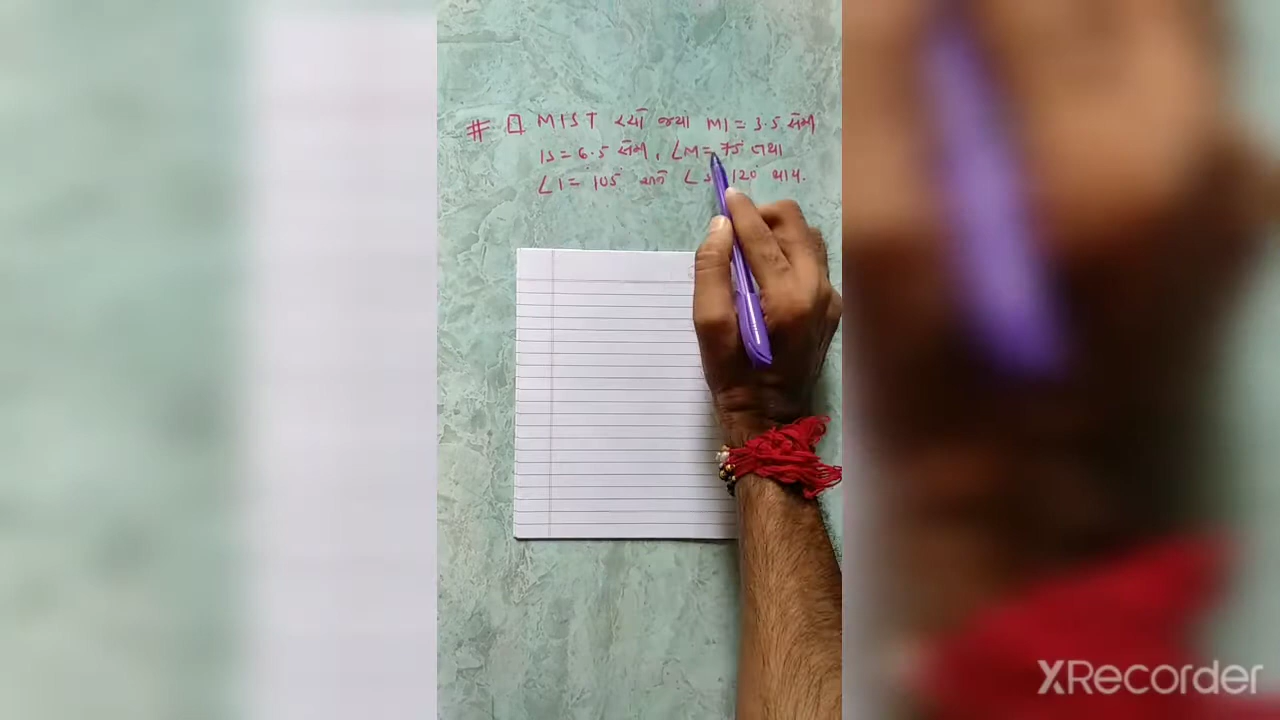 # □ MIST રચો જ્યાં MI = 3.5 સેમી
IS = 6.5 સેમી, ∠M = 75° તથા
∠I = 105° અને ∠S 120° થાય.
XRecorder